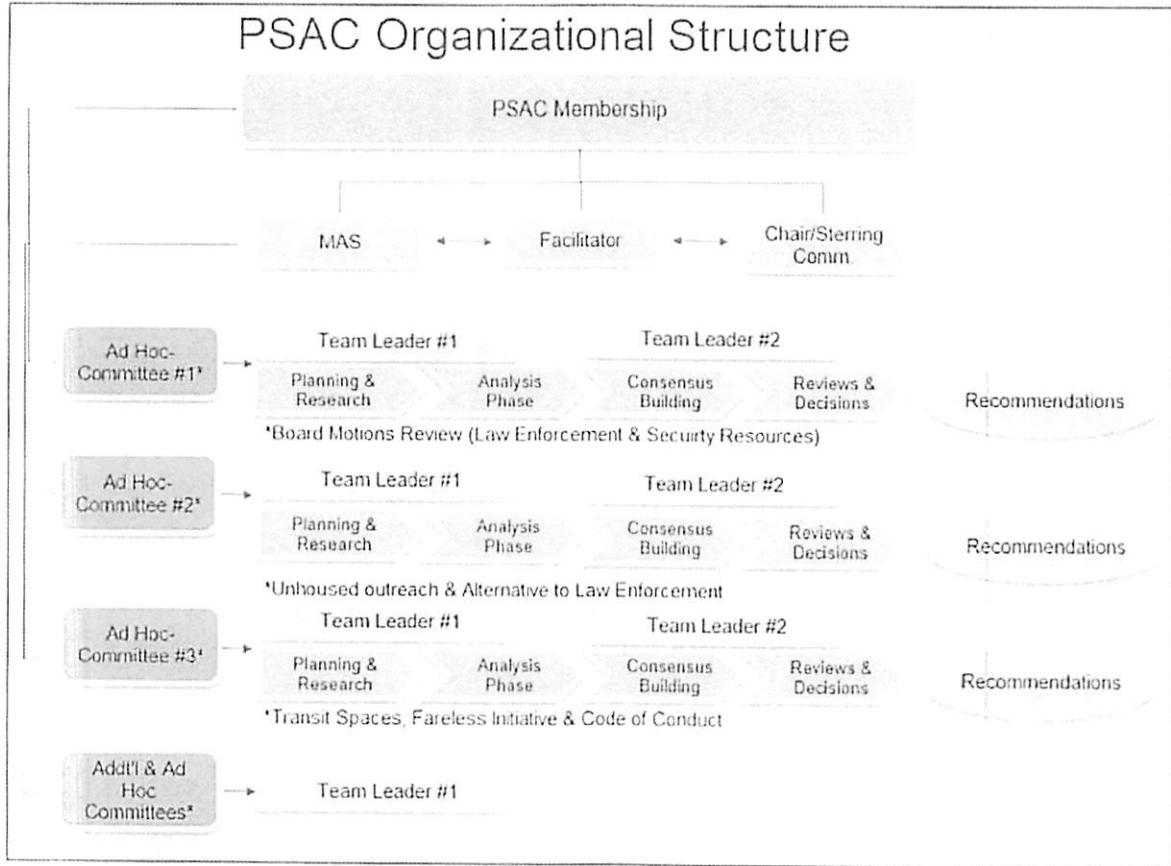 PSAC Organizational Structure
PSAC Membership
MAS
Facilitator
Chair/Sterring
Comm.
Ad Hoc-
Committee #1*
Team Leader #1
Team Leader #2
Planning &
Research
Analysis
Phase
Consensus
Building
Reviews &
Decisions
Recommendations
*Board Motions Review (Law Enforcement & Secuirty Resources)
Ad Hoc-
Committee #2*
Team Leader #1
Team Leader #2
Planning &
Research
Analysis
Phase
Consensus
Building
Reviews &
Decisions
Recommendations
*Unhoused outreach & Alternative to Law Enforcement
Ad Hoc-
Committee #3*
Team Leader #1
Team Leader #2
Planning &
Research
Analysis
Phase
Consensus
Building
Reviews &
Decisions
Recommendations
*Transit Spaces, Fareless Initiative & Code of Conduct
Addt'l & Ad
Hoc
Committees*
Team Leader #1